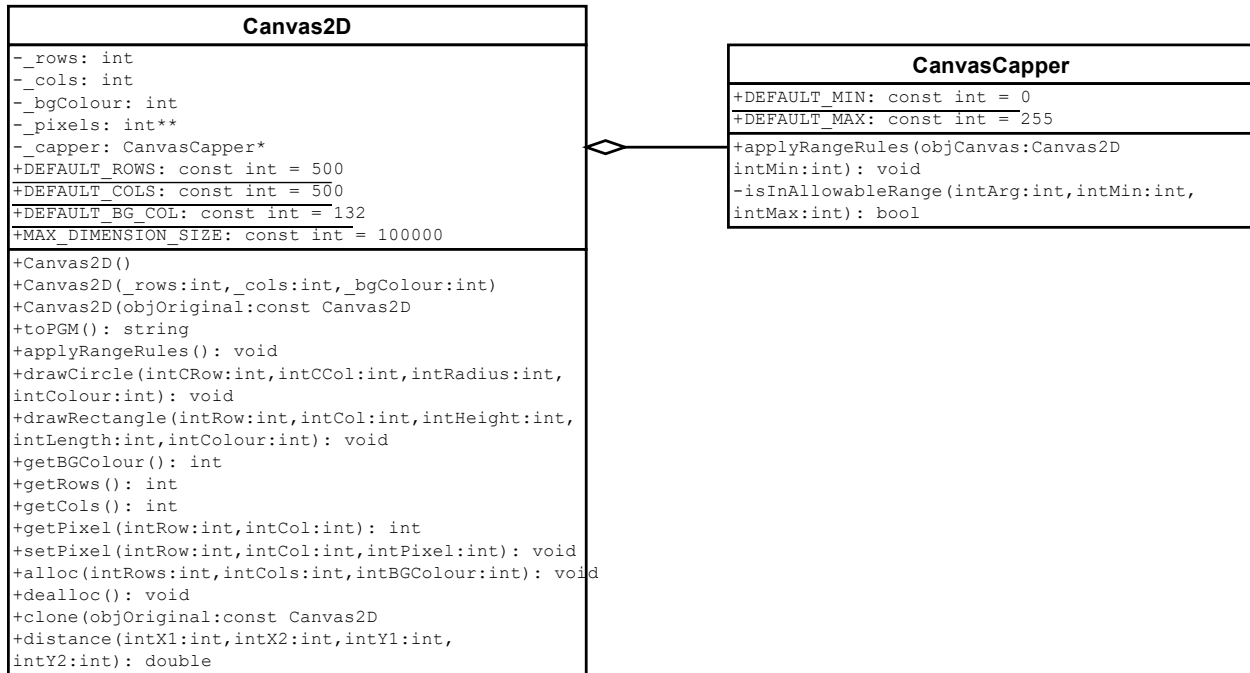 Canvas2D
-_rows: int
-_cols: int
-_bgColour: int
-_pixels: int**
-_capper: CanvasCapper*
+DEFAULT_ROWS: const int = 500
+DEFAULT_COLS: const int = 500
+DEFAULT_BG_COL: const int = 132
+MAX_DIMENSION_SIZE: const int = 100000
+Canvas2D()
+Canvas2D(_rows:int,_cols:int,_bgColour:int)
+Canvas2D(objOriginal:const Canvas2D
+toPGM(): string
+applyRangeRules(): void
+drawCircle(intCRow:int,intCCol:int,intRadius:int,
intColour:int): void
+drawRectangle(intRow:int,intCol:int,intHeight:int,
intLength:int,intColour:int): void
+getBGColour(): int
+getRows(): int
+getCols(): int
+getPixel(intRow:int,intCol:int): int
+setPixel(intRow:int,intCol:int,intPixel:int): void
+alloc(intRows:int,intCols:int,intBGColour:int): void
+dealloc(): void
+clone(objOriginal:const Canvas2D
+distance(intX1:int,intX2:int,intY1:int,
intY2:int): double
CanvasCapper
+DEFAULT_MIN: const int = 0
+DEFAULT_MAX: const int = 255
+applyRangeRules(objCanvas:Canvas2D
intMin:int): void
-isInAllowableRange(intArg:int,intMin:int,
intMax:int): bool